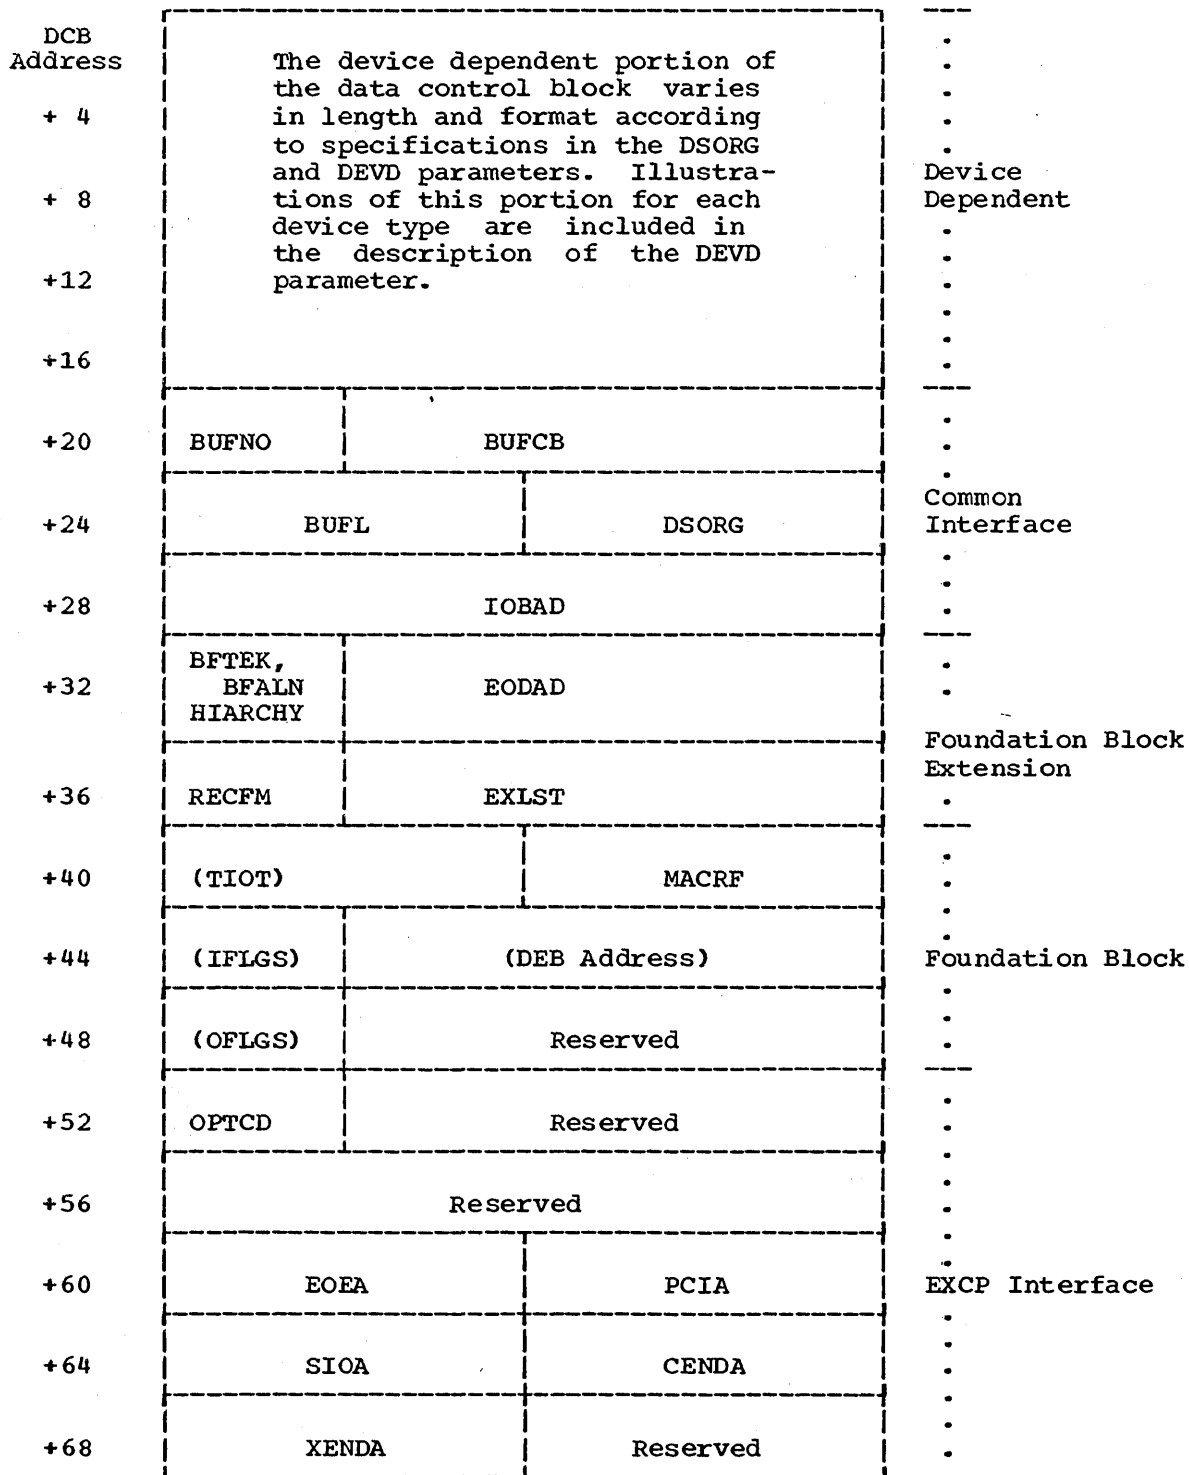 DCB
Address
The device dependent portion of
the data control block varies
+ 4 in length and format according
to specifications in the DSORG
and DEVD parameters. Illustra- Device
+ 8 tions of this portion for each Dependent
device type are included in
the description of the DEVD
+12 parameter.
+16
+20 BUFNO BUFCB
Common
+24 BUFL DSORG Interface
+28 IOBAD
BFTEK,
+32 BFALN EODAD
HIARCHY
Foundation Block
Extension
+36 RECFM EXLST
+40 (TIOT) MACRF
+44 (IFLGS) (DEB Address) Foundation Block
+48 (OFLGS) Reserved
+52 OPTCD Reserved
+56 Reserved
+60 EOEA PCIA EXCP Interface
+64 SIOA CENDA
+68 XENDA Reserved